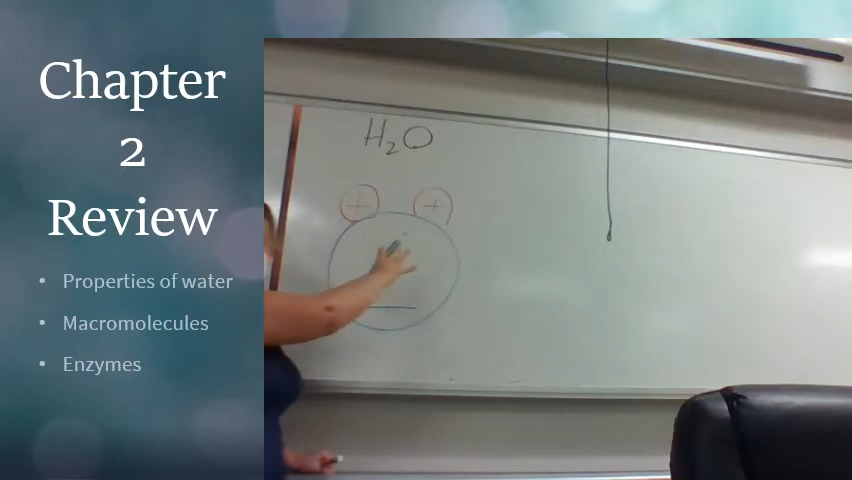 Chapter
2
Review
• Properties of water
• Macromolecules
• Enzymes
H₂O
+ +
−